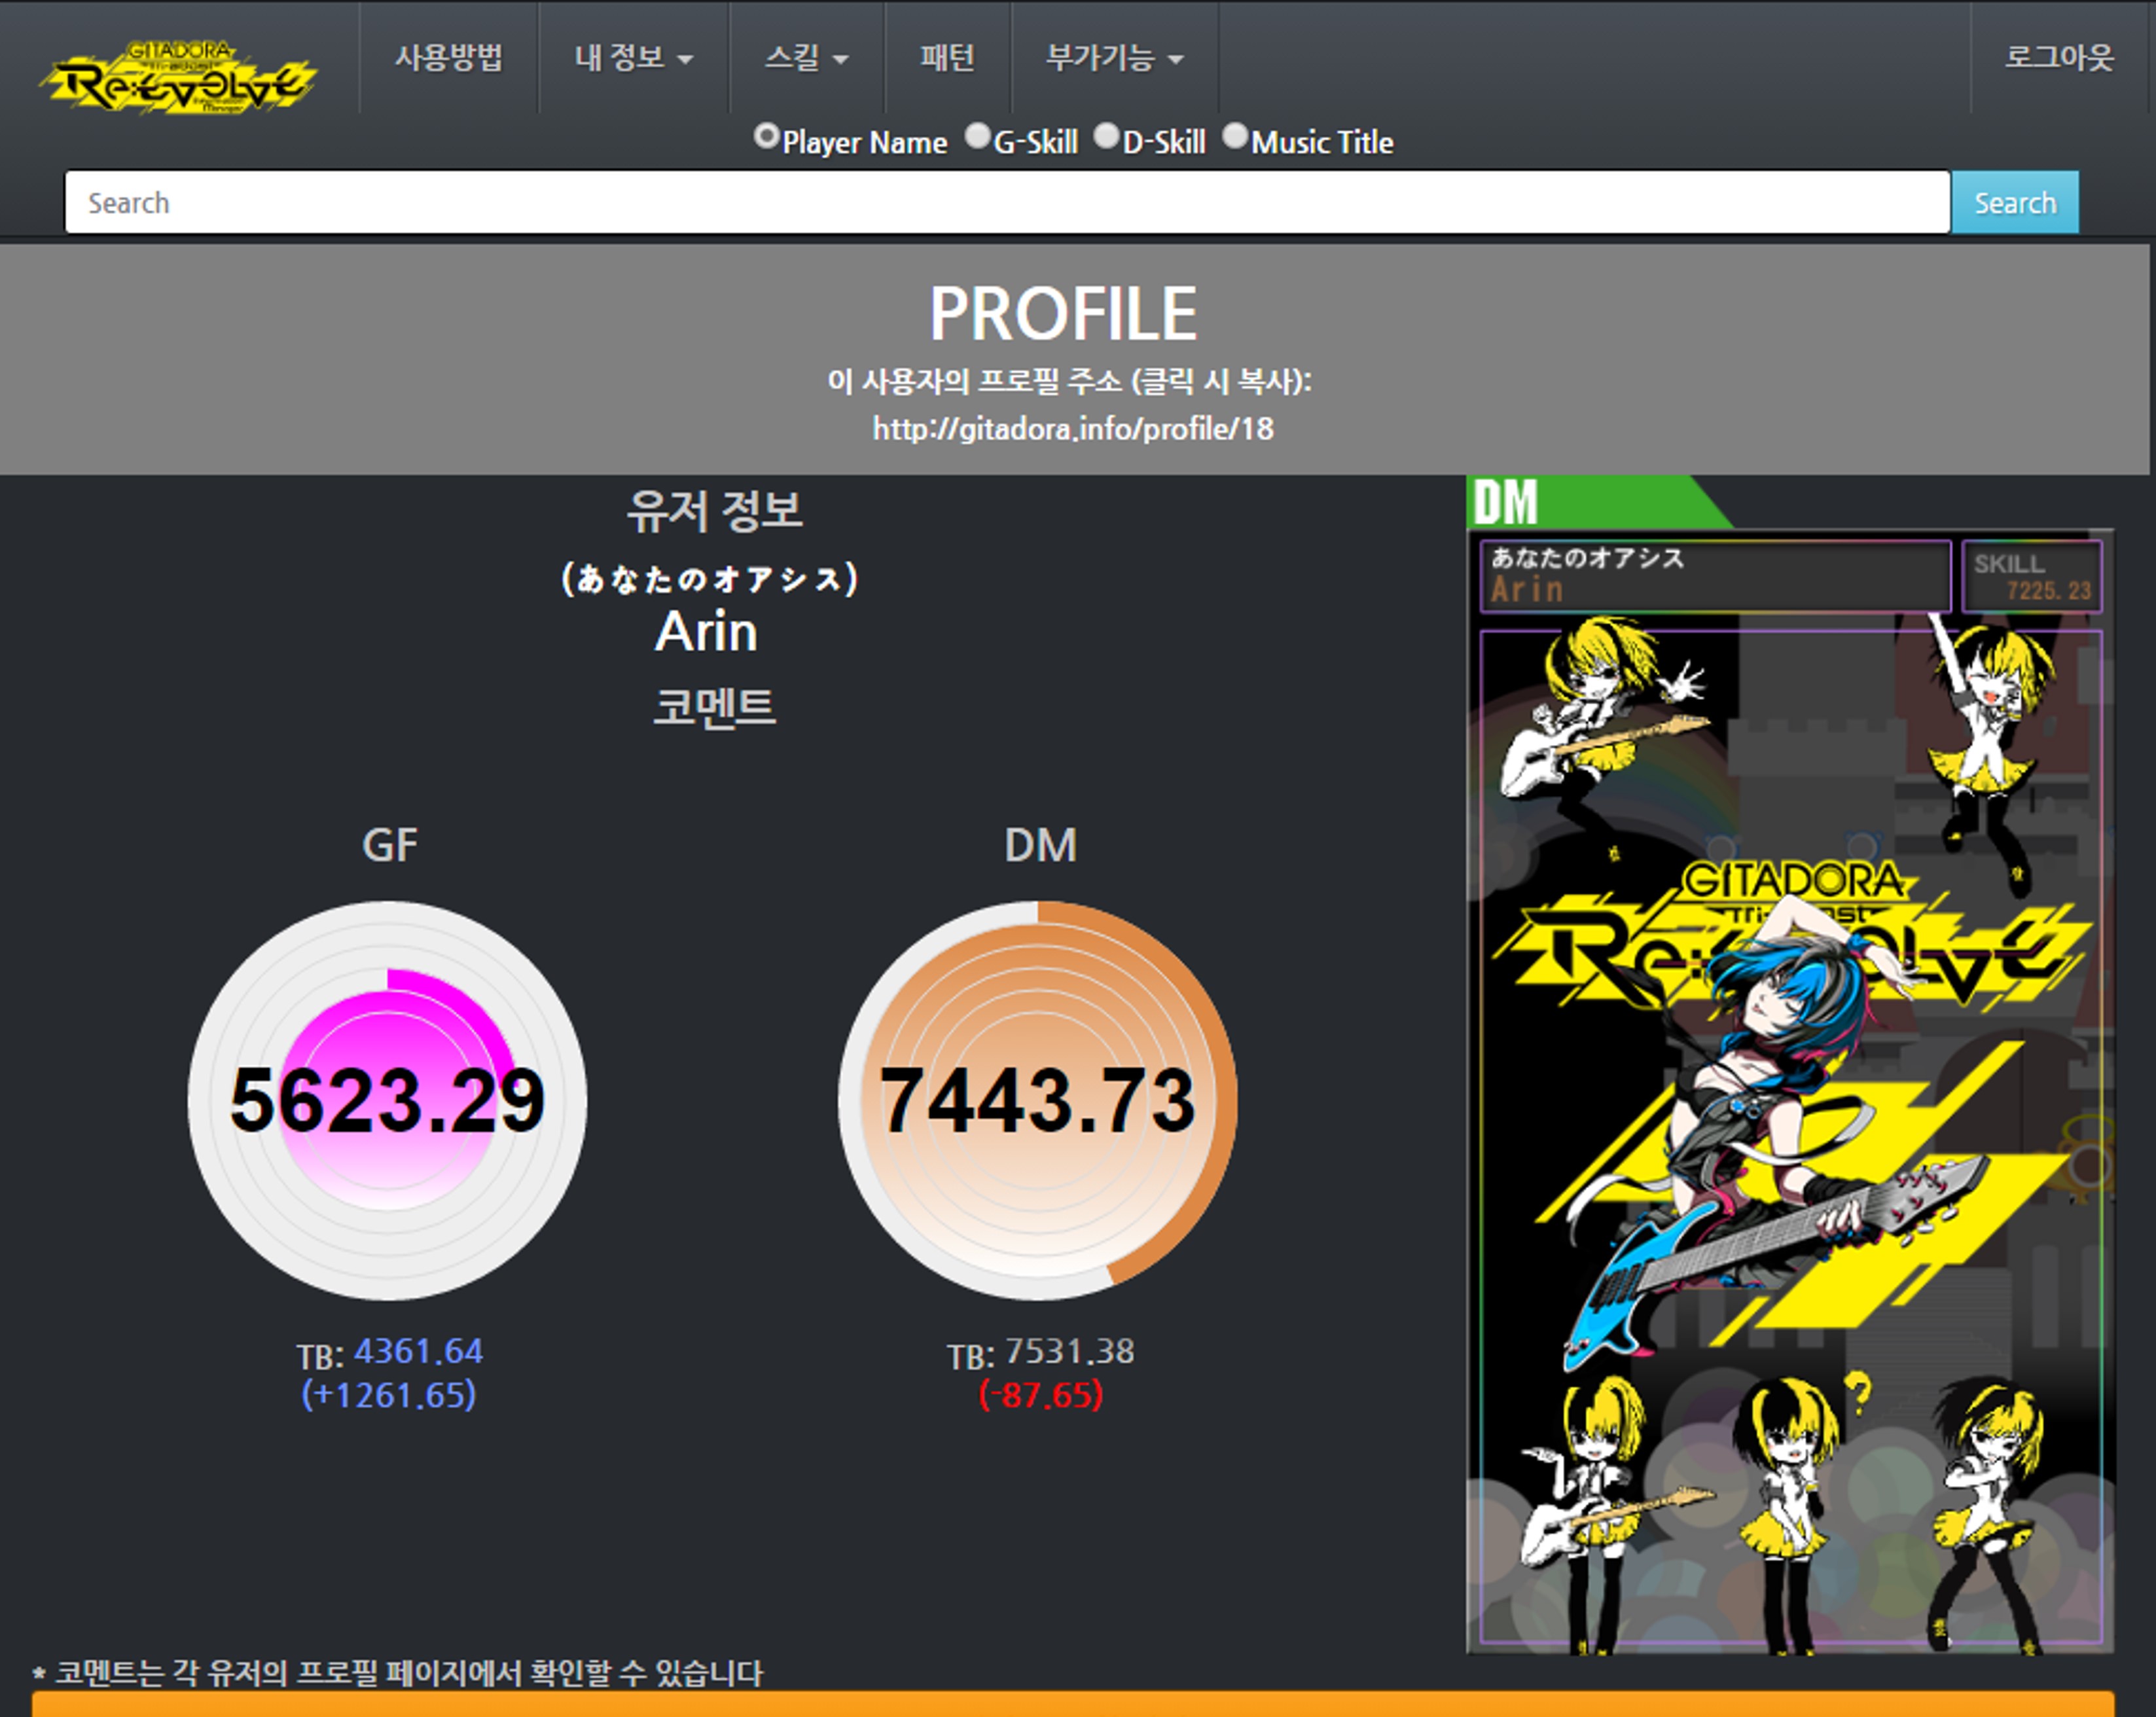 GITADORA
Re:evolve
사용방법
내 정보
스킬
패턴
부가기능
로그아웃
Player Name
G-Skill
D-Skill
Music Title
Search
Search
PROFILE
이 사용자의 프로필 주소 (클릭 시 복사):
http://gitadora.info/profile/18
유저 정보
(あなたのオアシス)
Arin
코멘트
GF
DM
5623.29
7443.73
TB: 4361.64
(+1261.65)
TB: 7531.38
(-87.65)
DM
あなたのオアシス
Arin
SKILL
7225.23
GITADORA
?
* 코멘트는 각 유저의 프로필 페이지에서 확인할 수 있습니다